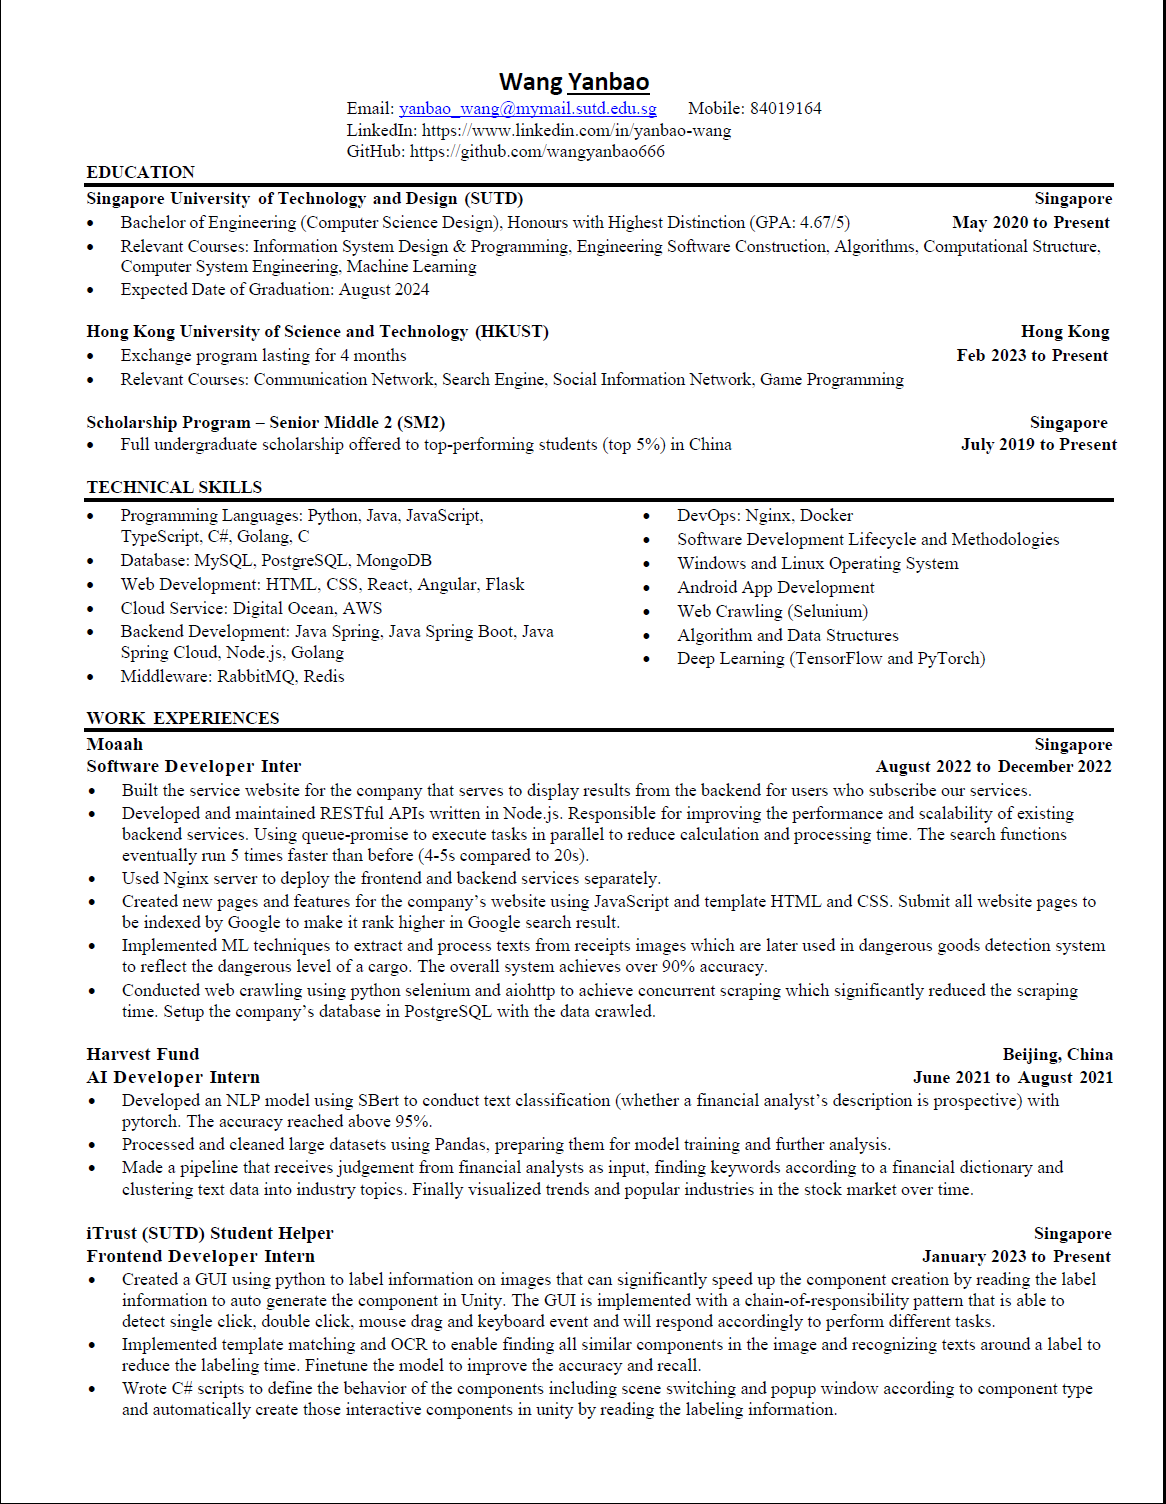 Wang Yanbao
Email: yanbao_wang@mymail.sutd.edu.sg Mobile: 84019164
LinkedIn: https://www.linkedin.com/in/yanbao-wang
GitHub: https://github.com/wangyanbao666
EDUCATION
Singapore University of Technology and Design (SUTD) Singapore
• Bachelor of Engineering (Computer Science Design), Honours with Highest Distinction (GPA: 4.67/5) May 2020 to Present
• Relevant Courses: Information System Design & Programming, Engineering Software Construction, Algorithms, Computational Structure,
Computer System Engineering, Machine Learning
• Expected Date of Graduation: August 2024
Hong Kong University of Science and Technology (HKUST) Hong Kong
• Exchange program lasting for 4 months Feb 2023 to Present
• Relevant Courses: Communication Network, Search Engine, Social Information Network, Game Programming
Scholarship Program – Senior Middle 2 (SM2) Singapore
• Full undergraduate scholarship offered to top-performing students (top 5%) in China July 2019 to Present
TECHNICAL SKILLS
• Programming Languages: Python, Java, JavaScript,
TypeScript, C#, Golang, C
• Database: MySQL, PostgreSQL, MongoDB
• Web Development: HTML, CSS, React, Angular, Flask
• Cloud Service: Digital Ocean, AWS
• Backend Development: Java Spring, Java Spring Boot, Java
Spring Cloud, Node.js, Golang
• Middleware: RabbitMQ, Redis
• DevOps: Nginx, Docker
• Software Development Lifecycle and Methodologies
• Windows and Linux Operating System
• Android App Development
• Web Crawling (Selunium)
• Algorithm and Data Structures
• Deep Learning (TensorFlow and PyTorch)
WORK EXPERIENCES
Moaah Singapore
Software Developer Inter August 2022 to December 2022
• Built the service website for the company that serves to display results from the backend for users who subscribe our services.
• Developed and maintained RESTful APIs written in Node.js. Responsible for improving the performance and scalability of existing
backend services. Using queue-promise to execute tasks in parallel to reduce calculation and processing time. The search functions
eventually run 5 times faster than before (4-5s compared to 20s).
• Used Nginx server to deploy the frontend and backend services separately.
• Created new pages and features for the company's website using JavaScript and template HTML and CSS. Submit all website pages to
be indexed by Google to make it rank higher in Google search result.
• Implemented ML techniques to extract and process texts from receipts images which are later used in dangerous goods detection system
to reflect the dangerous level of a cargo. The overall system achieves over 90% accuracy.
• Conducted web crawling using python selenium and aiohttp to achieve concurrent scraping which significantly reduced the scraping
time. Setup the company's database in PostgreSQL with the data crawled.
Harvest Fund Beijing, China
AI Developer Intern June 2021 to August 2021
• Developed an NLP model using SBert to conduct text classification (whether a financial analyst's description is prospective) with
pytorch. The accuracy reached above 95%.
• Processed and cleaned large datasets using Pandas, preparing them for model training and further analysis.
• Made a pipeline that receives judgement from financial analysts as input, finding keywords according to a financial dictionary and
clustering text data into industry topics. Finally visualized trends and popular industries in the stock market over time.
iTrust (SUTD) Student Helper Singapore
Frontend Developer Intern January 2023 to Present
• Created a GUI using python to label information on images that can significantly speed up the component creation by reading the label
information to auto generate the component in Unity. The GUI is implemented with a chain-of-responsibility pattern that is able to
detect single click, double click, mouse drag and keyboard event and will respond accordingly to perform different tasks.
• Implemented template matching and OCR to enable finding all similar components in the image and recognizing texts around a label to
reduce the labeling time. Finetune the model to improve the accuracy and recall.
• Wrote C# scripts to define the behavior of the components including scene switching and popup window according to component type
and automatically create those interactive components in unity by reading the labeling information.